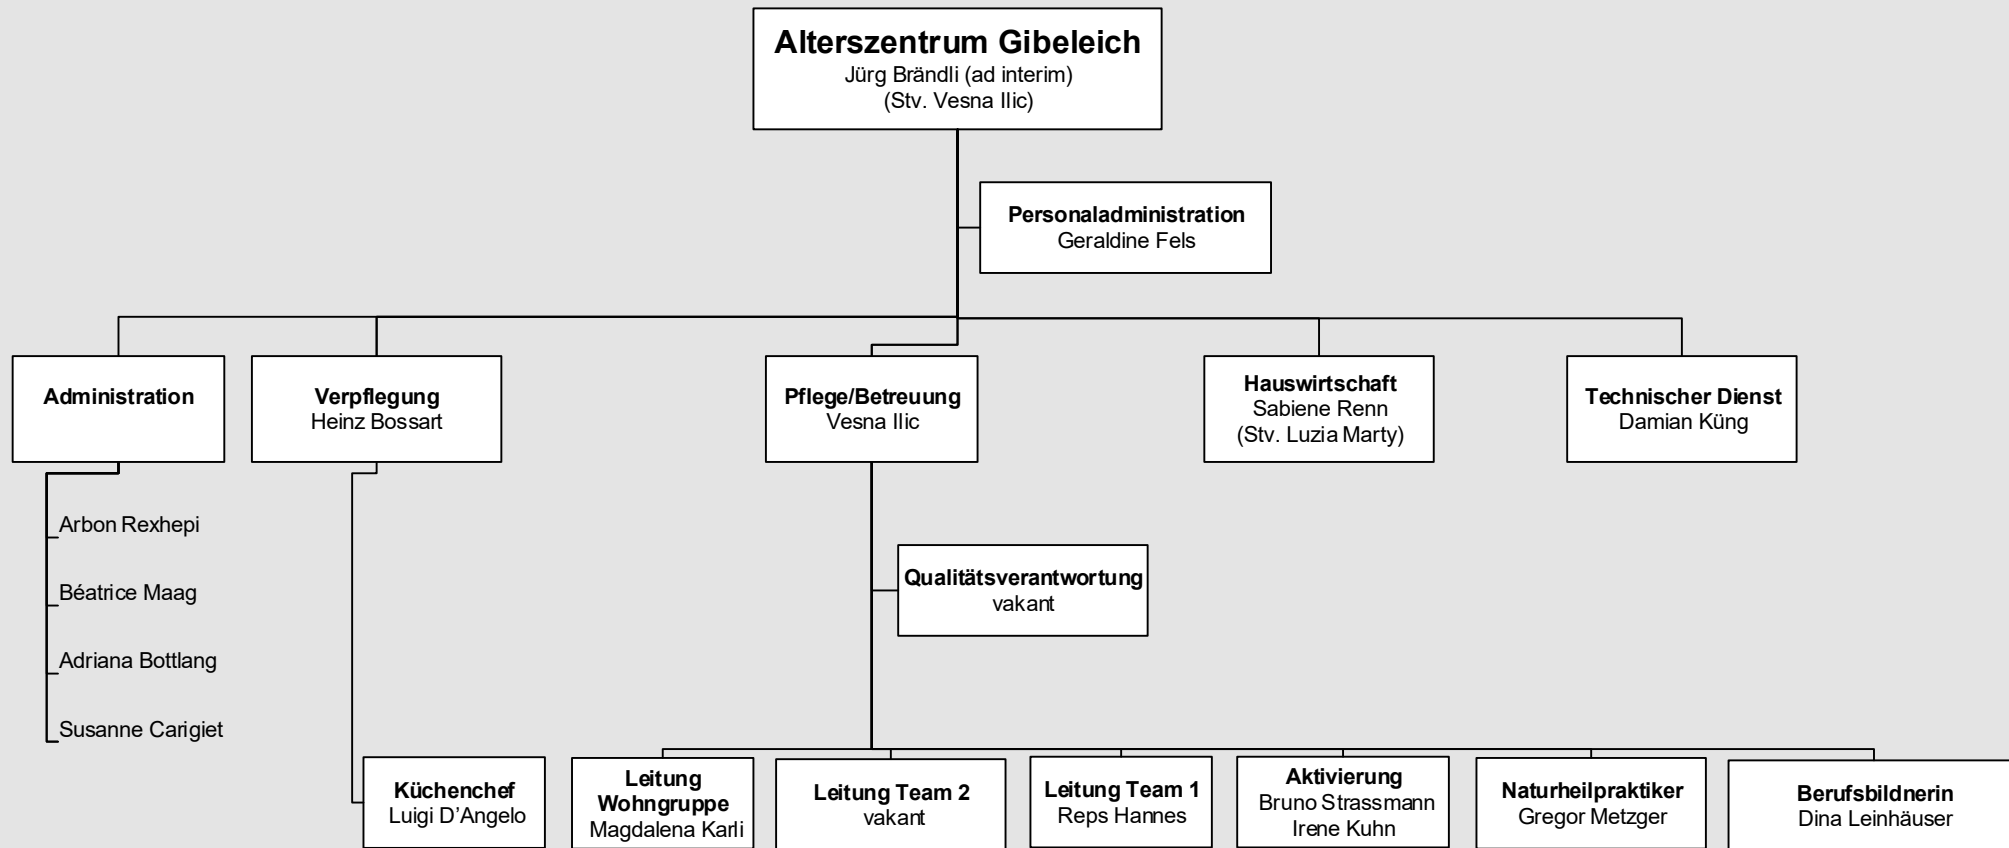 Alterszentrum Gibeleich
Jürg Brändli (ad interim)
(Stv. Vesna Ilic)
Personaladministration
Geraldine Fels
Administration
Verpflegung
Heinz Bossart
Pflege/Betreuung
Vesna Ilic
Hauswirtschaft
Sabiene Renn
(Stv. Luzia Marty)
Technischer Dienst
Damian Küng
Arbon Rexhepi
Béatrice Maag
Adriana Bottlang
Susanne Carigiet
Qualitätsverantwortung
vakant
Küchenchef
Luigi D’Angelo
Leitung
Wohngruppe
Magdalena Karli
Leitung Team 2
vakant
Leitung Team 1
Reps Hannes
Aktivierung
Bruno Strassmann
Irene Kuhn
Naturheilpraktiker
Gregor Metzger
Berufsbildnerin
Dina Leinhäuser